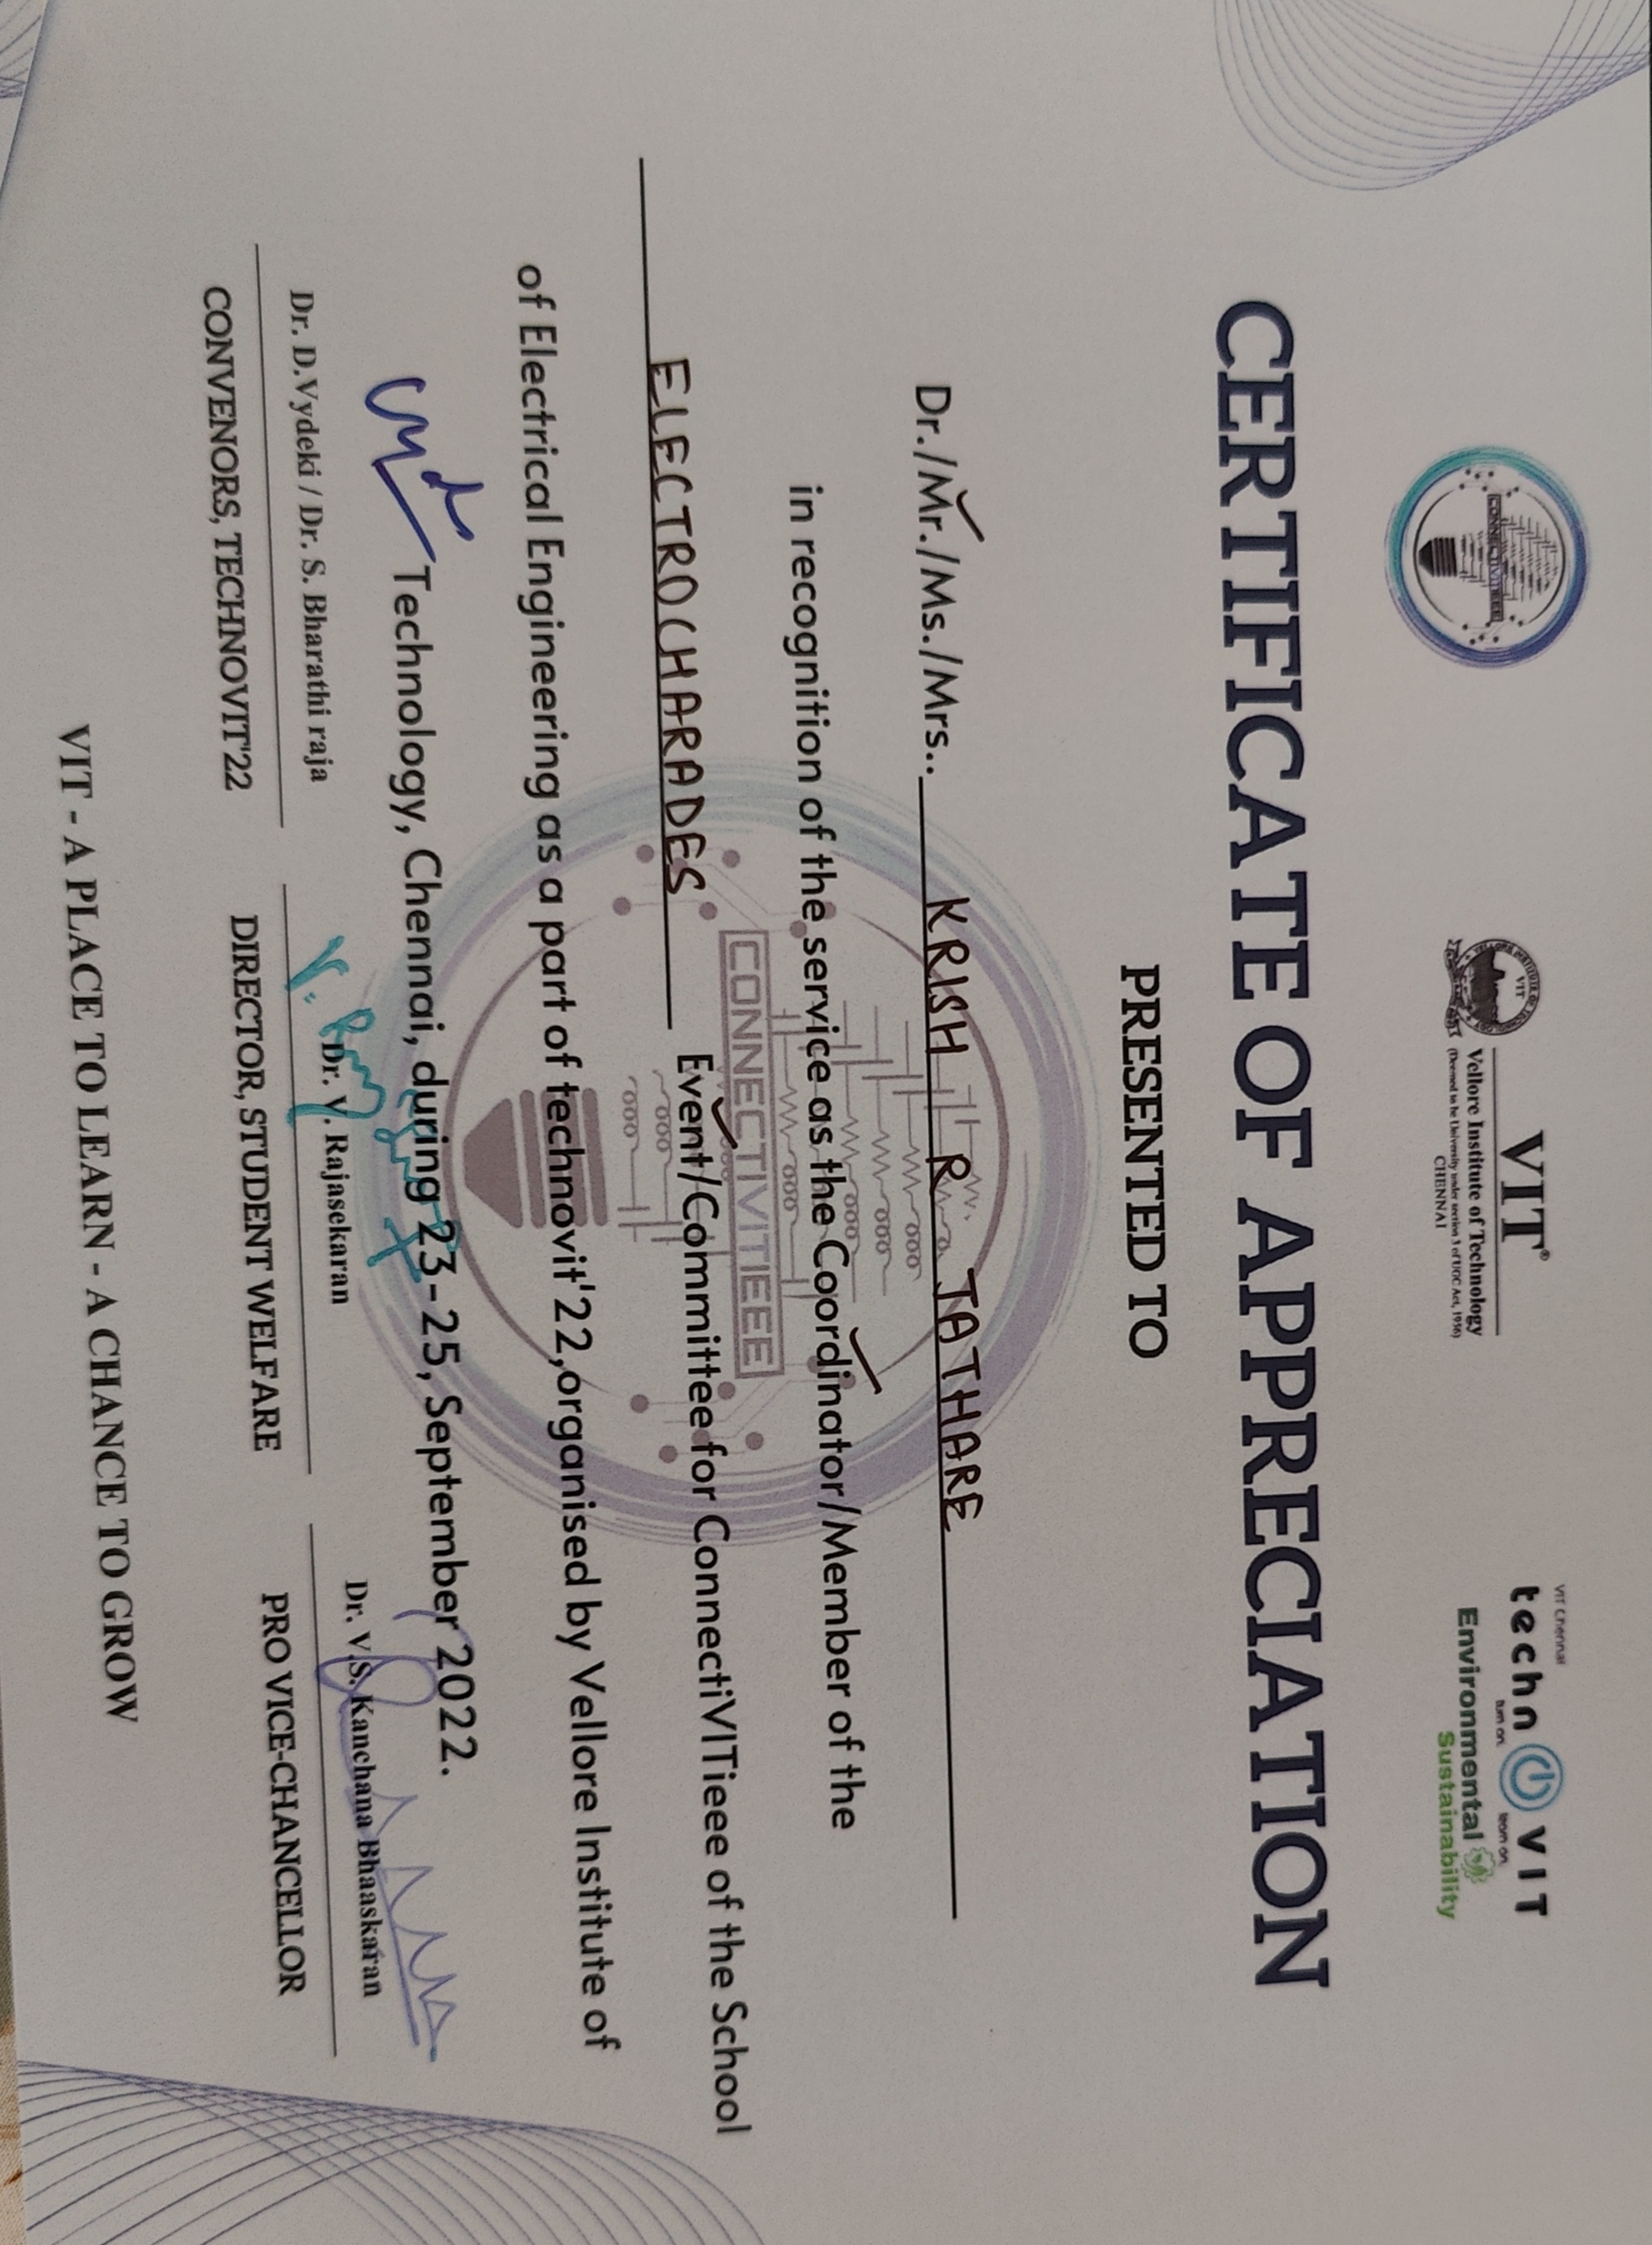 CONNECTIVITIEEE
VIT®
Vellore Institute of Technology
(Deemed to be University under section 3 of UGC Act, 1956)
CHENNAI
VIT Chennai
techn VIT
turn on. team on.
Environmental
Sustainability
CERTIFICATE OF APPRECIATION
PRESENTED TO
Dr./Mr./Ms./Mrs.. KRISH R TATHARE
in recognition of the service as the Coordinator/Member of the
ELECTROCHARADES Event/Committee for ConnectiVITieee of the School
of Electrical Engineering as a part of technovit'22,organised by Vellore Institute of
Technology, Chennai, during 23-25, September 2022.
CONNECTIVITIEEE
Dr. D.Vydeki / Dr. S. Bharathi raja
CONVENORS, TECHNOVIT'22
Dr. V. Rajasekaran
DIRECTOR, STUDENT WELFARE
Dr. V.S. Kanchana Bhaaskaran
PRO VICE-CHANCELLOR
VIT - A PLACE TO LEARN - A CHANCE TO GROW